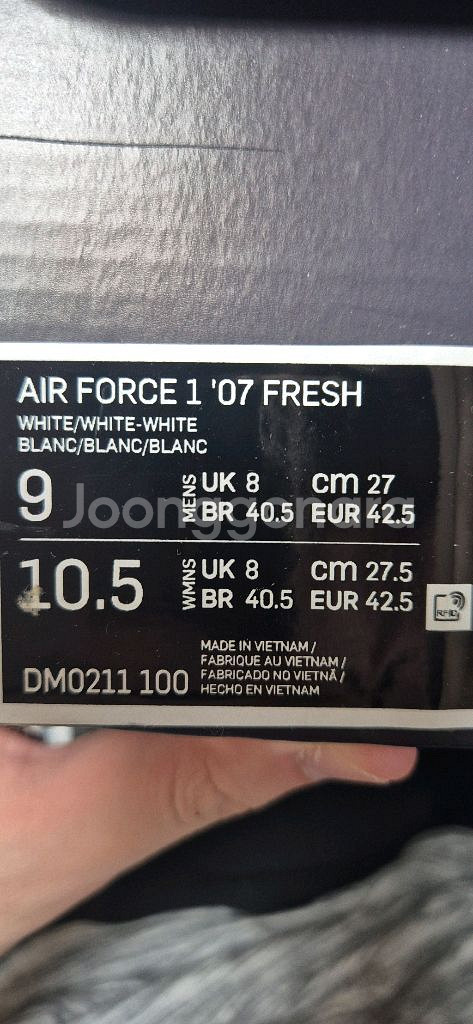 AIR FORCE 1 '07 FRESH
WHITE/WHITE-WHITE
BLANC/BLANC/BLANC
9 MENS UK 8 cm 27
BR 40.5 EUR 42.5
Joonggonara
10.5 WMNS UK 8 cm 27.5
BR 40.5 EUR 42.5
RFID
MADE IN VIETNAM /
FABRIQUE AU VIETNAM /
FABRICADO NO VIETNÃ /
HECHO EN VIETNAM
DM0211 100